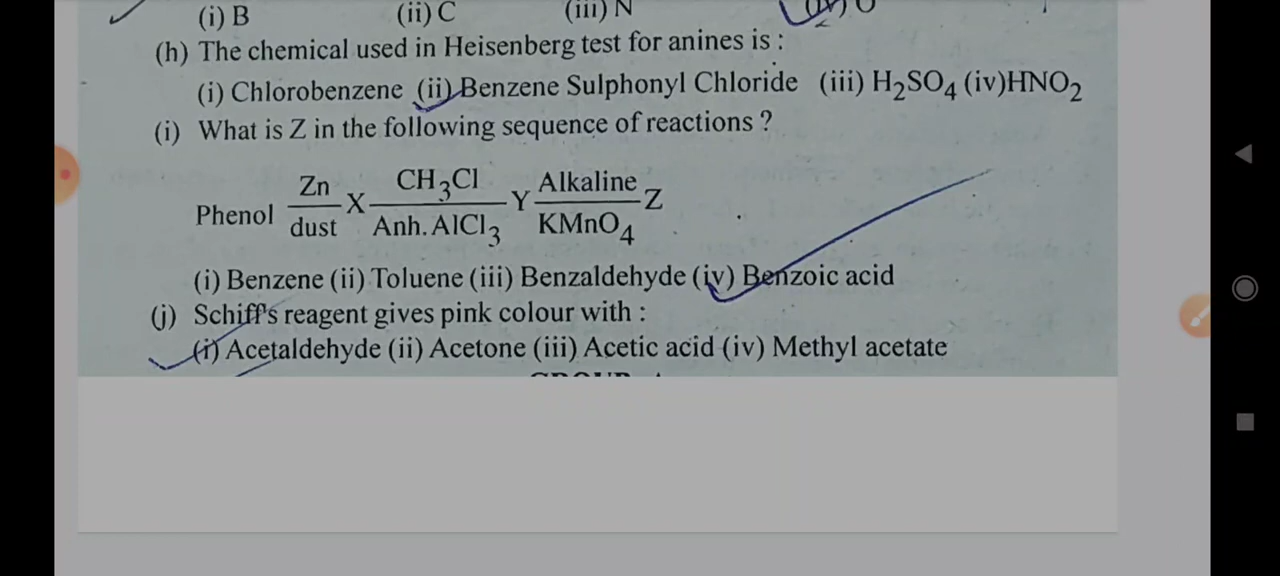 (i) B (ii) C (iii) N (iv) O
(h) The chemical used in Heisenberg test for anines is :
(i) Chlorobenzene (ii) Benzene Sulphonyl Chloride (iii) H₂SO₄ (iv)HNO₂
(i) What is Z in the following sequence of reactions ?
Zn CH₃Cl Alkaline
Phenol X Y Z
dust Anh. AlCl₃ KMnO₄
(i) Benzene (ii) Toluene (iii) Benzaldehyde (iv) Benzoic acid
(j) Schiff's reagent gives pink colour with :
(i) Acetaldehyde (ii) Acetone (iii) Acetic acid (iv) Methyl acetate